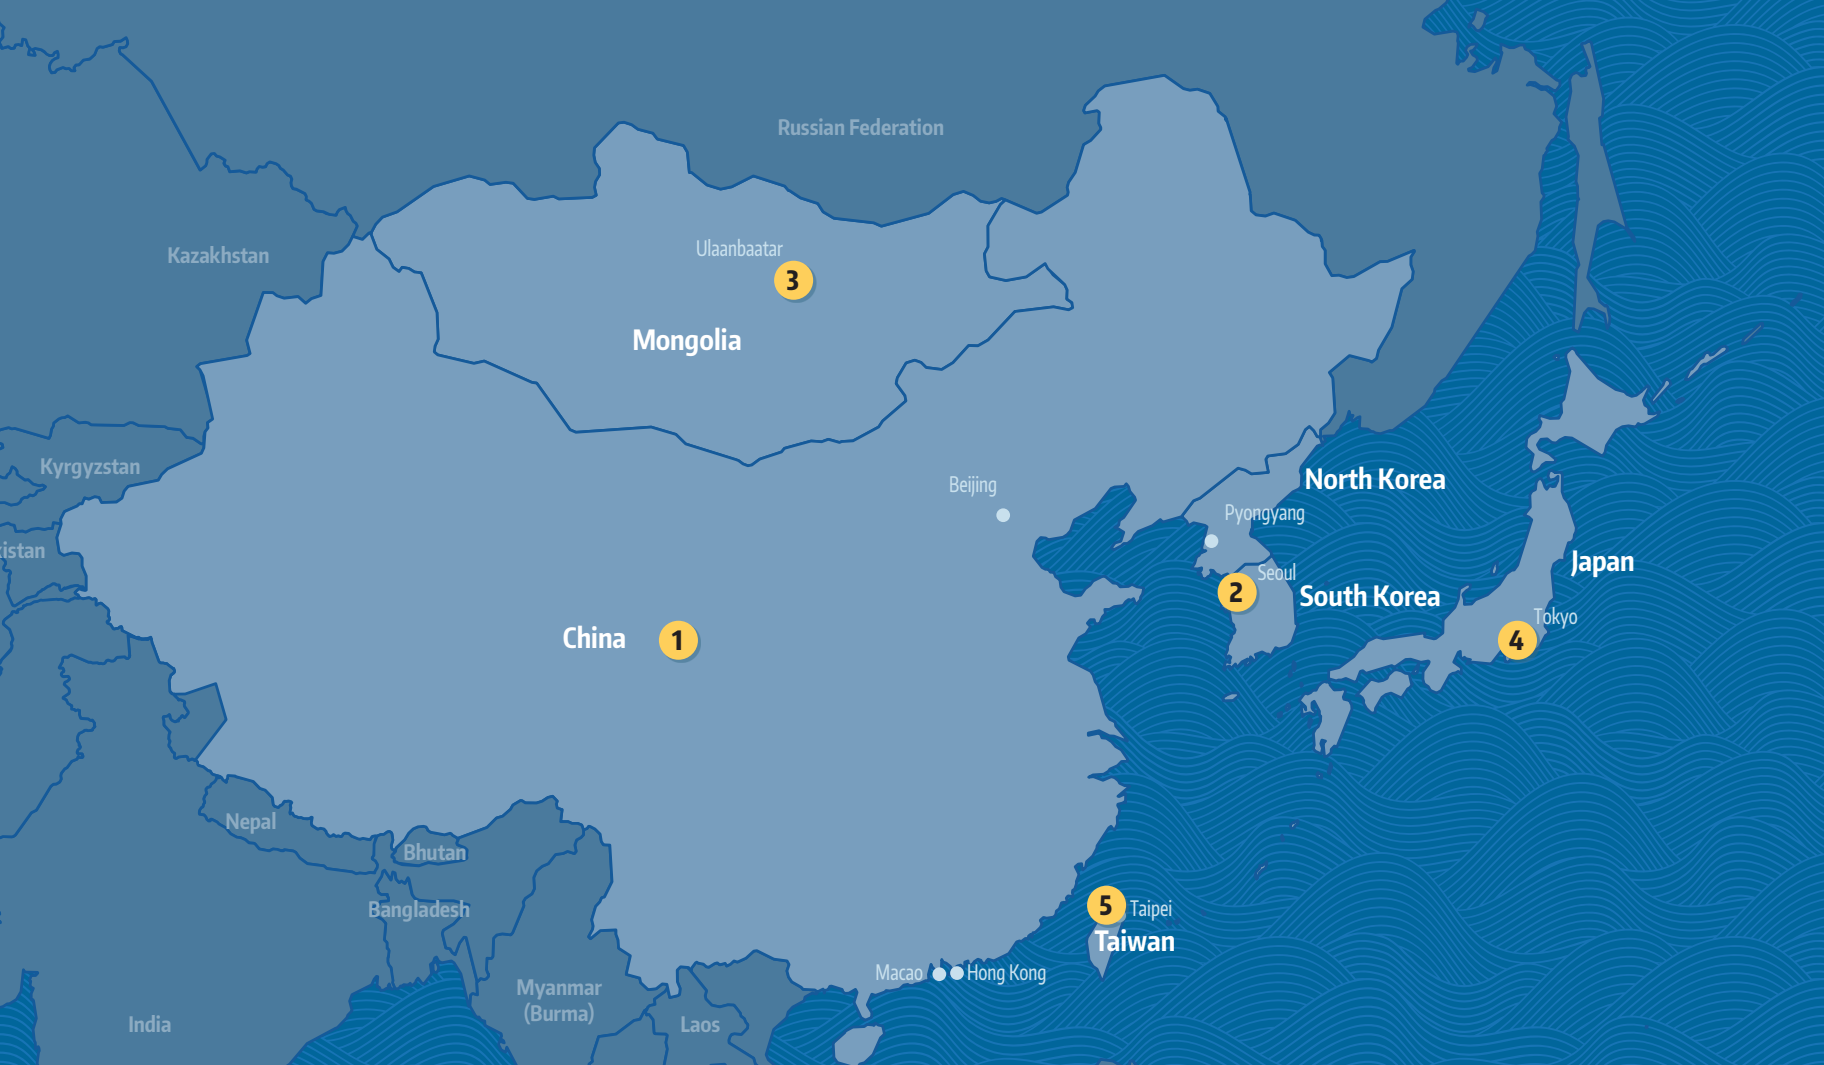 Russian Federation
Kazakhstan
Ulaanbaatar
3
Mongolia
Kyrgyzstan
Beijing
North Korea
Pyongyang
istan
Japan
Seoul
2
South Korea
Tokyo
4
China
1
Nepal
Bhutan
Bangladesh
5
Taipei
Taiwan
Macao
Hong Kong
Myanmar
(Burma)
India
Laos